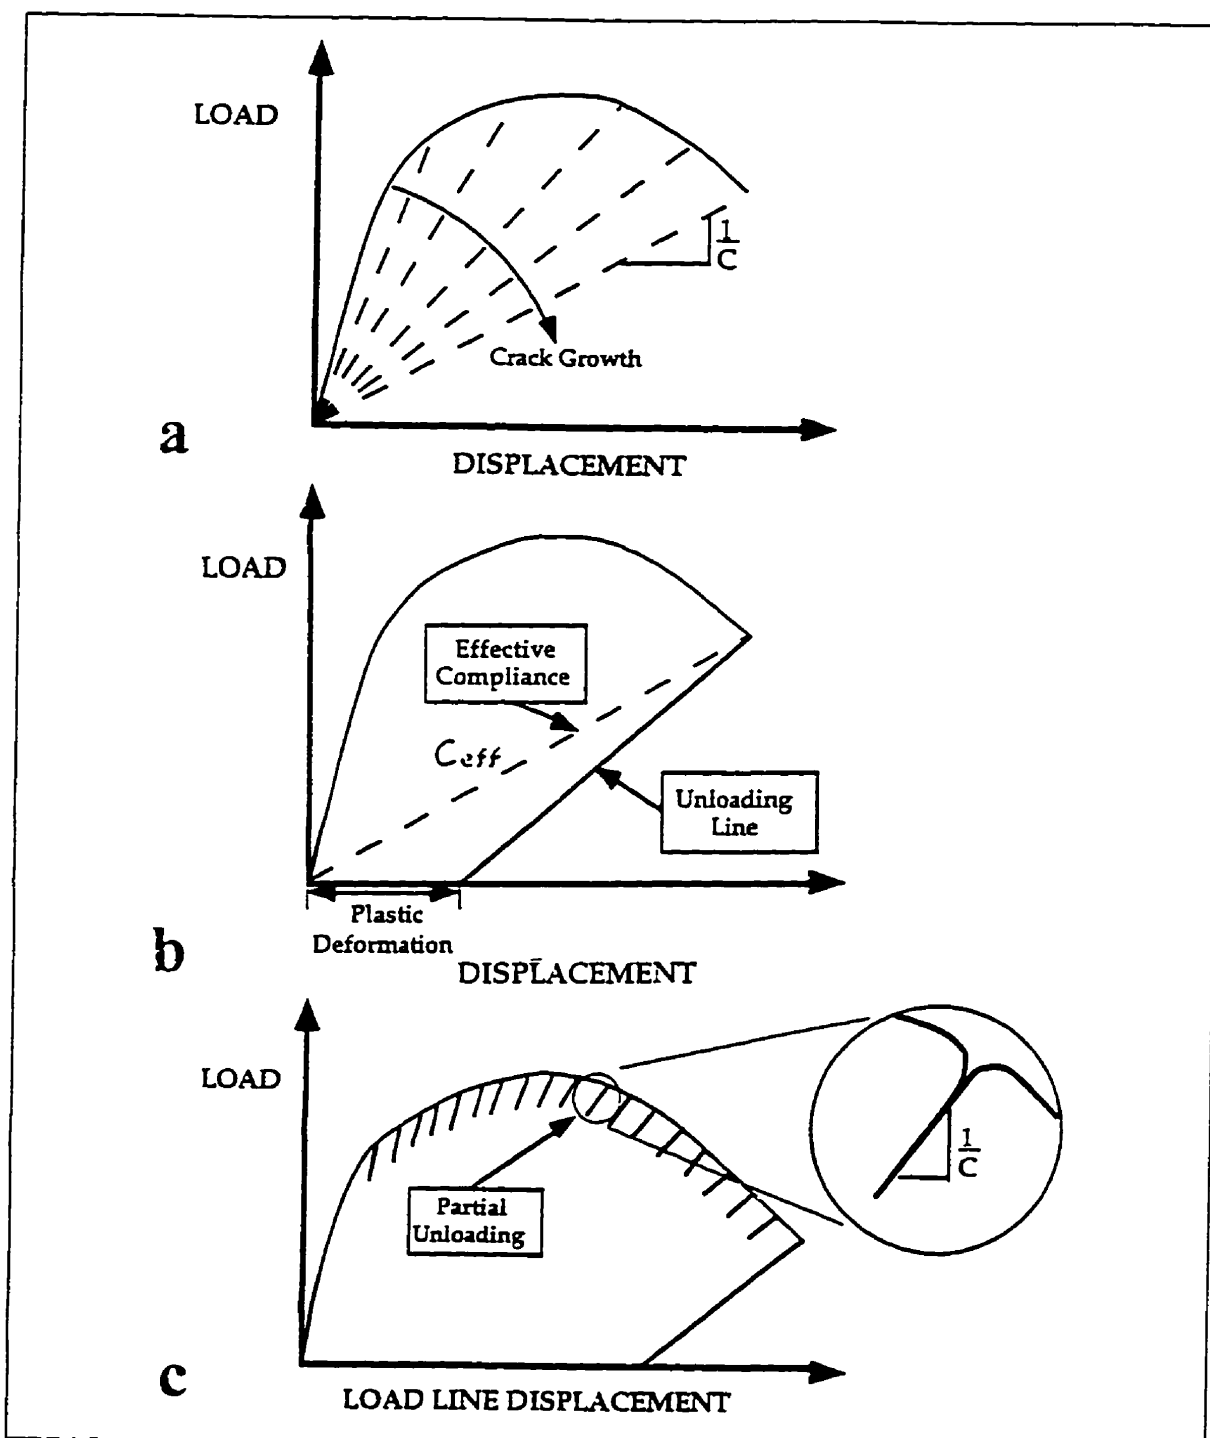 LOAD
1
C
Crack Growth
a
DISPLACEMENT
LOAD
Effective
Compliance
Ceff
Unloading
Line
Plastic
Deformation
b
DISPLACEMENT
LOAD
1
C
Partial
Unloading
c
LOAD LINE DISPLACEMENT